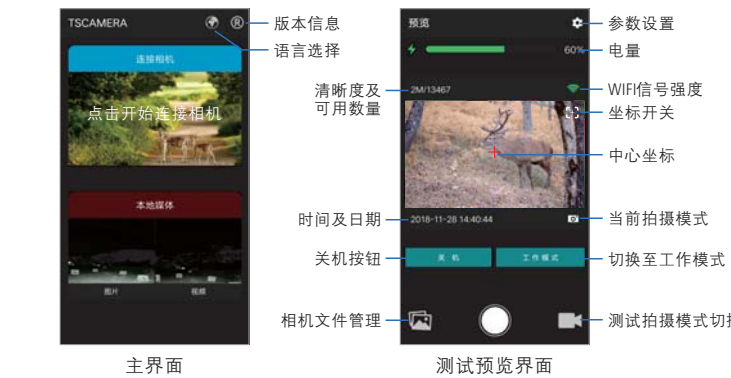 TSCAMERA
R
版本信息
语言选择
连接相机
点击开始连接相机
本地媒体
图片
视频
主界面
预览
参数设置
60%
电量
清晰度及
可用数量
2M/13467
WIFI信号强度
坐标开关
中心坐标
时间及日期
2018-11-28 14:40:44
当前拍摄模式
关机按钮
关 机
工作模式
切换至工作模式
相机文件管理
测试拍摄模式切
测试预览界面